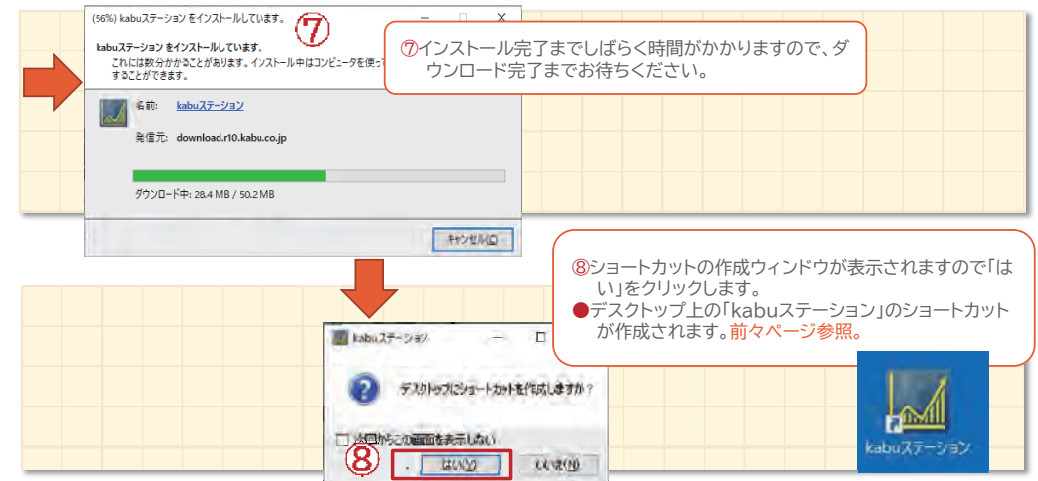 (56%) kabuステーション をインストールしています。
⑦
kabuステーション をインストールしています。
これには数分かかることがあります。インストール中はコンピュータを使っ
することができます。
⑦インストール完了までしばらく時間がかかりますので、ダ
ウンロード完了までお待ちください。
名前: kabuステーション
発信元: download.r10.kabu.co.jp
ダウンロード中: 28.4 MB / 50.2 MB
キャンセル(C)
⑧ショートカットの作成ウィンドウが表示されますので「は
い」をクリックします。
●デスクトップ上の「kabuステーション」のショートカット
が作成されます。前々ページ参照。
kabuステーション
デスクトップにショートカットを作成しますか?
次回からこの画面を表示しない
⑧
はい(Y) いいえ(N)
kabuステーション